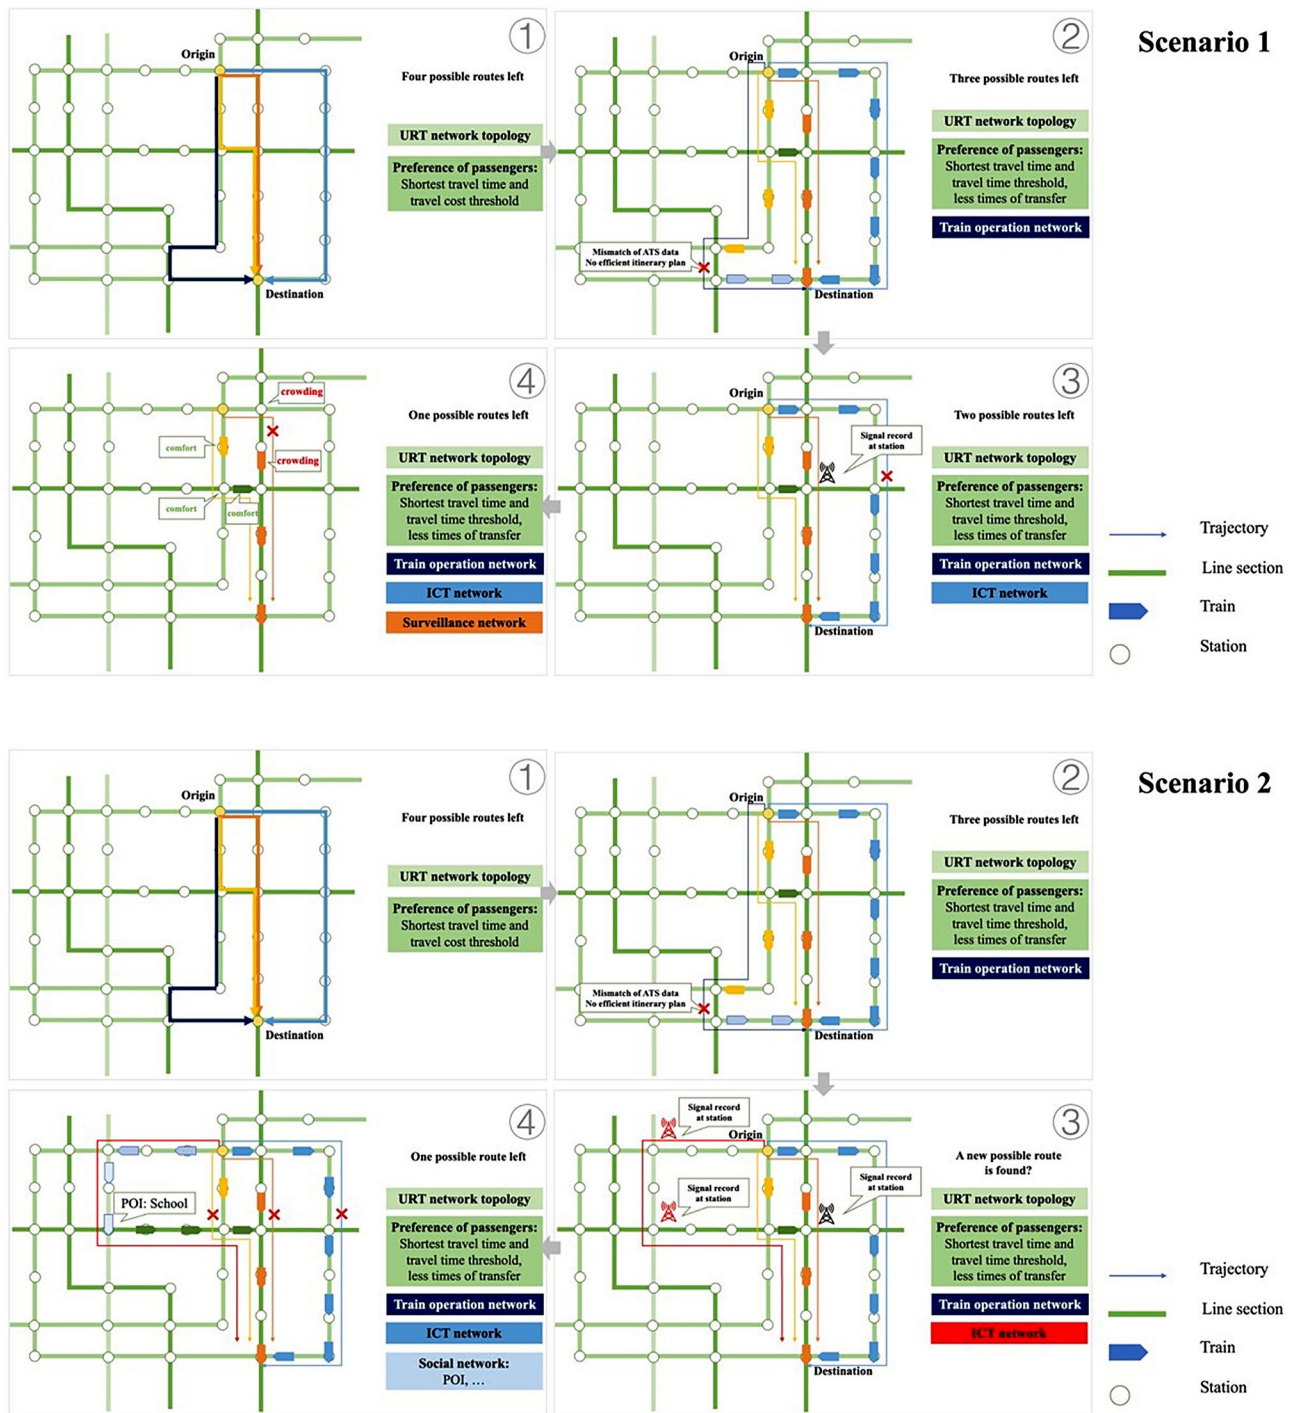 Scenario 1
①
Origin
Four possible routes left
URT network topology
Preference of passengers:
Shortest travel time and
travel cost threshold
Destination
②
Origin
Three possible routes left
URT network topology
Preference of passengers:
Shortest travel time and
travel time threshold,
less times of transfer
Train operation network
Mismatch of ATS data
No efficient itinerary plan
Destination
④
crowding
One possible routes left
comfort
crowding
URT network topology
Preference of passengers:
Shortest travel time and
travel time threshold,
less times of transfer
comfort
comfort
Train operation network
ICT network
Surveillance network
③
Origin
Two possible routes left
Signal record
at station
URT network topology
Preference of passengers:
Shortest travel time and
travel time threshold,
less times of transfer
Train operation network
ICT network
Destination
Trajectory
Line section
Train
Station
Scenario 2
①
Origin
Four possible routes left
URT network topology
Preference of passengers:
Shortest travel time and
travel cost threshold
Destination
②
Origin
Three possible routes left
URT network topology
Preference of passengers:
Shortest travel time and
travel time threshold,
less times of transfer
Train operation network
Mismatch of ATS data
No efficient itinerary plan
Destination
④
One possible route left
POI: School
URT network topology
Preference of passengers:
Shortest travel time and
travel time threshold,
less times of transfer
Train operation network
ICT network
Social network:
POI, …
③
Signal record
at station
Origin
A new possible route
is found?
Signal record
at station
Signal record
at station
URT network topology
Preference of passengers:
Shortest travel time and
travel time threshold,
less times of transfer
Train operation network
ICT network
Destination
Trajectory
Line section
Train
Station